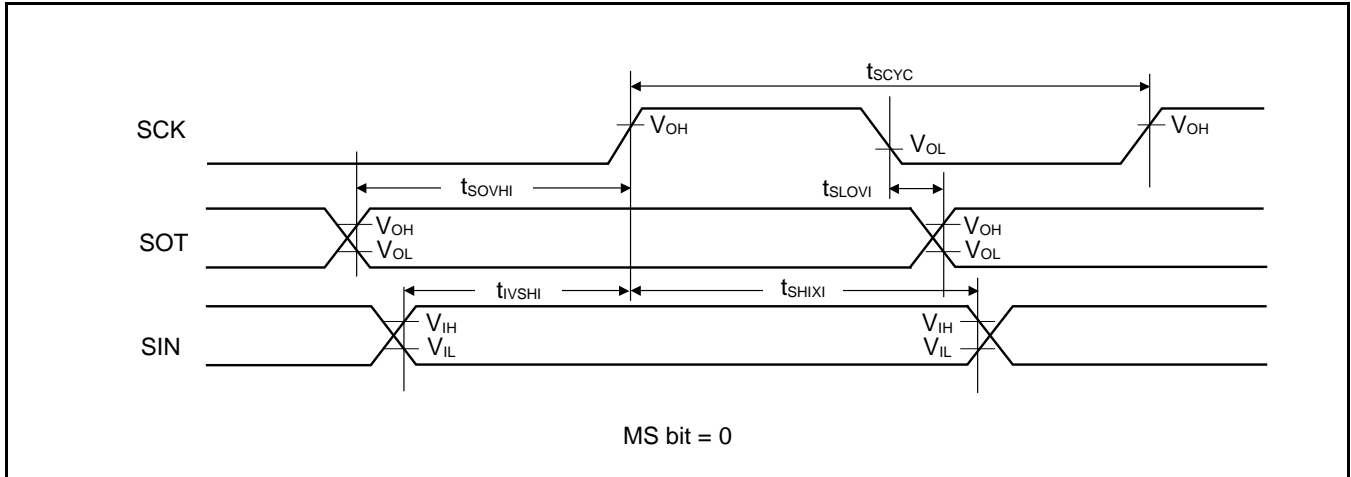 tSCYC
SCK
VOH
VOL
VOH
tSOVHI
tSLOVI
SOT
VOH
VOL
VOH
VOL
tIVSHI
tSHIXI
SIN
VIH
VIL
VIH
VIL
MS bit = 0